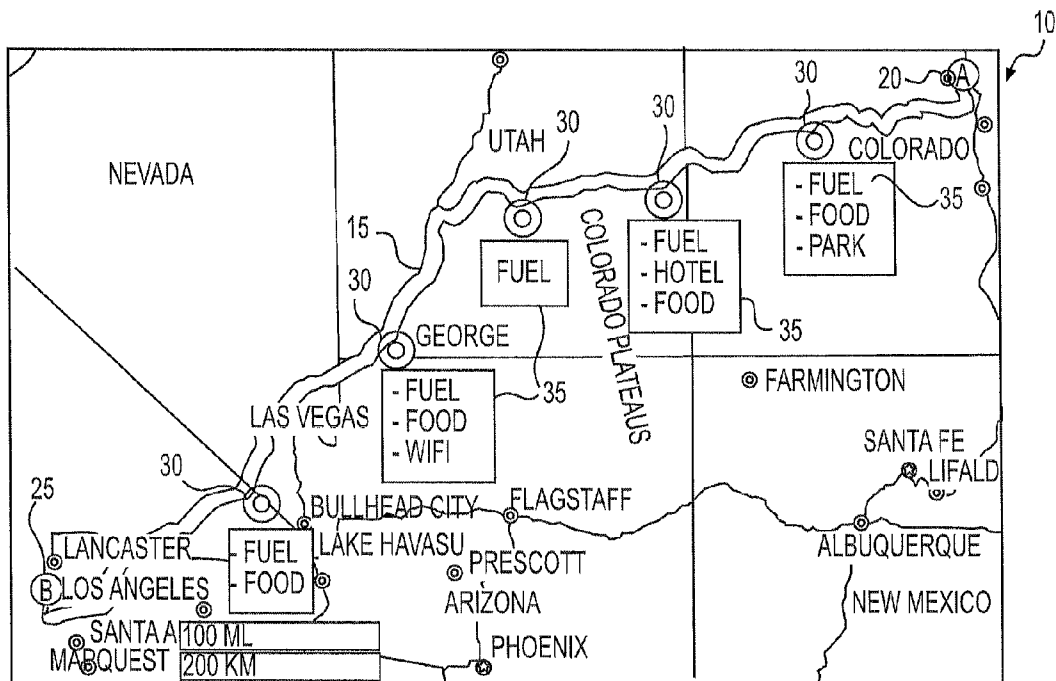 10
30
20
A
30
30
UTAH
COLORADO
NEVADA
- FUEL
- FOOD
- PARK
35
15
FUEL
COLORADO PLATEAUS
- FUEL
- HOTEL
- FOOD
35
30
GEORGE
- FUEL
- FOOD
- WIFI
35
FARMINGTON
LAS VEGAS
SANTA FE
LIFALD
30
25
BULLHEAD CITY
FLAGSTAFF
LANCASTER
- FUEL
- FOOD
LAKE HAVASU
ALBUQUERQUE
B
LOS ANGELES
PRESCOTT
ARIZONA
NEW MEXICO
SANTA A
100 ML
MARQUEST
200 KM
PHOENIX